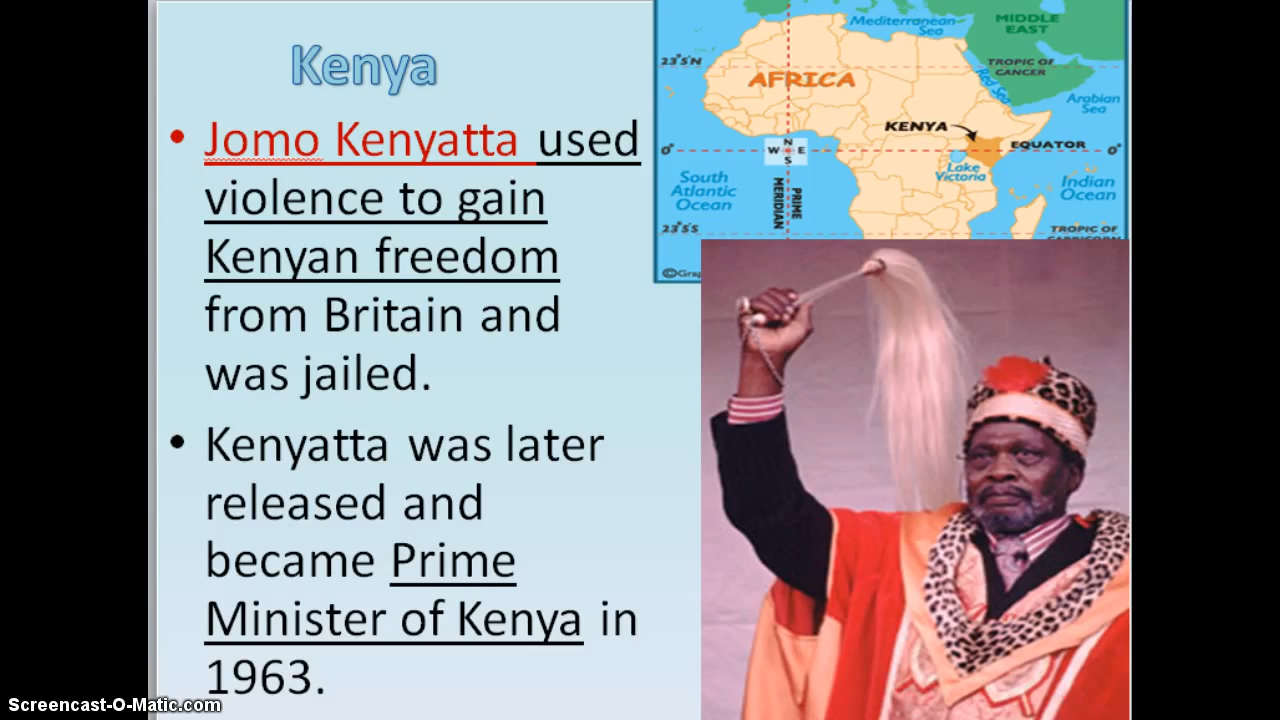 Kenya
• Jomo Kenyatta used
violence to gain
Kenyan freedom
from Britain and
was jailed.
• Kenyatta was later
released and
became Prime
Minister of Kenya in
1963.
Mediterranean
Sea
MIDDLE
EAST
23°5'N
AFRICA
TROPIC OF
CANCER
Red Sea
Arabian
Sea
KENYA
0°
N
W E
S
EQUATOR
0°
Lake
Victoria
South
Atlantic
Ocean
PRIME
MERIDIAN
Indian
Ocean
23°5'S
TROPIC OF
Screencast-O-Matic.com